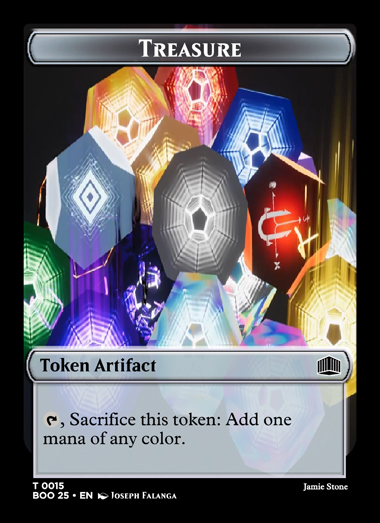 TREASURE
Token Artifact
, Sacrifice this token: Add one
mana of any color.
T 0015
BOO 25 • EN JOSEPH FALANGA
Jamie Stone